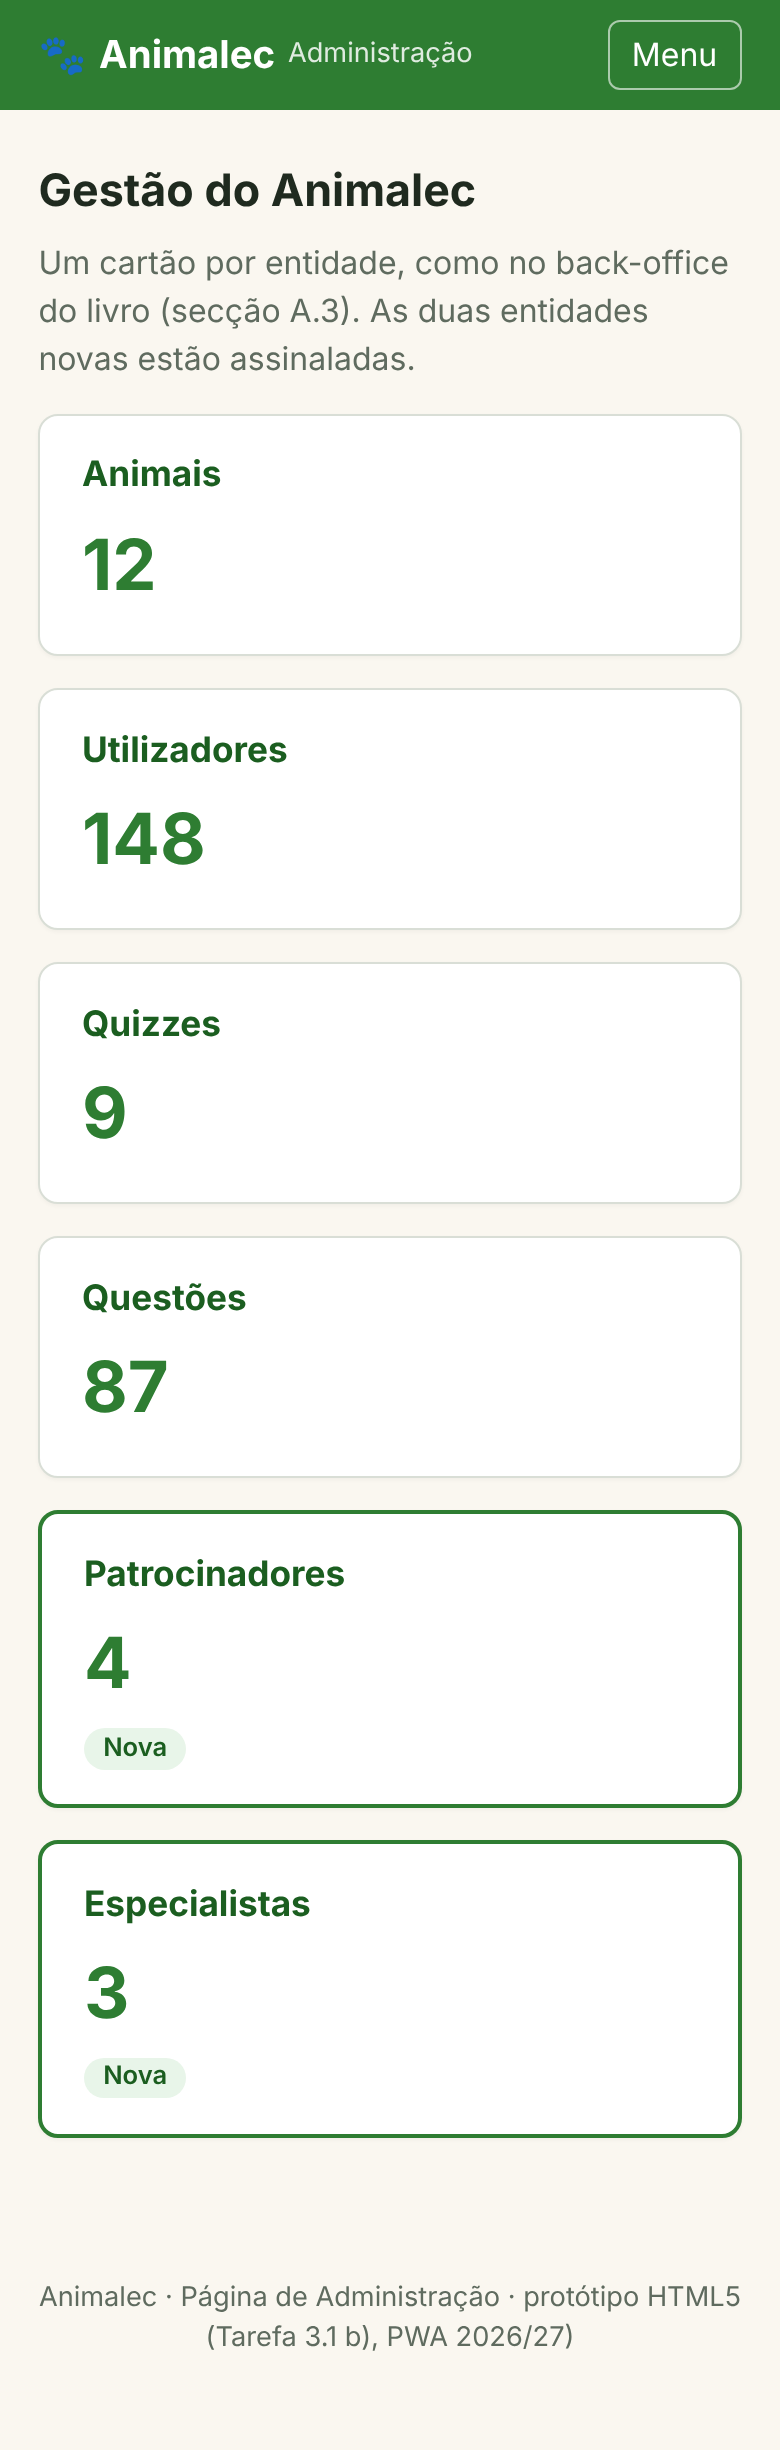 Animalec Administração
Menu
Gestão do Animalec
Um cartão por entidade, como no back-office
do livro (secção A.3). As duas entidades
novas estão assinaladas.
Animais
12
Utilizadores
148
Quizzes
9
Questões
87
Patrocinadores
4
Nova
Especialistas
3
Nova
Animalec · Página de Administração · protótipo HTML5
(Tarefa 3.1 b), PWA 2026/27)